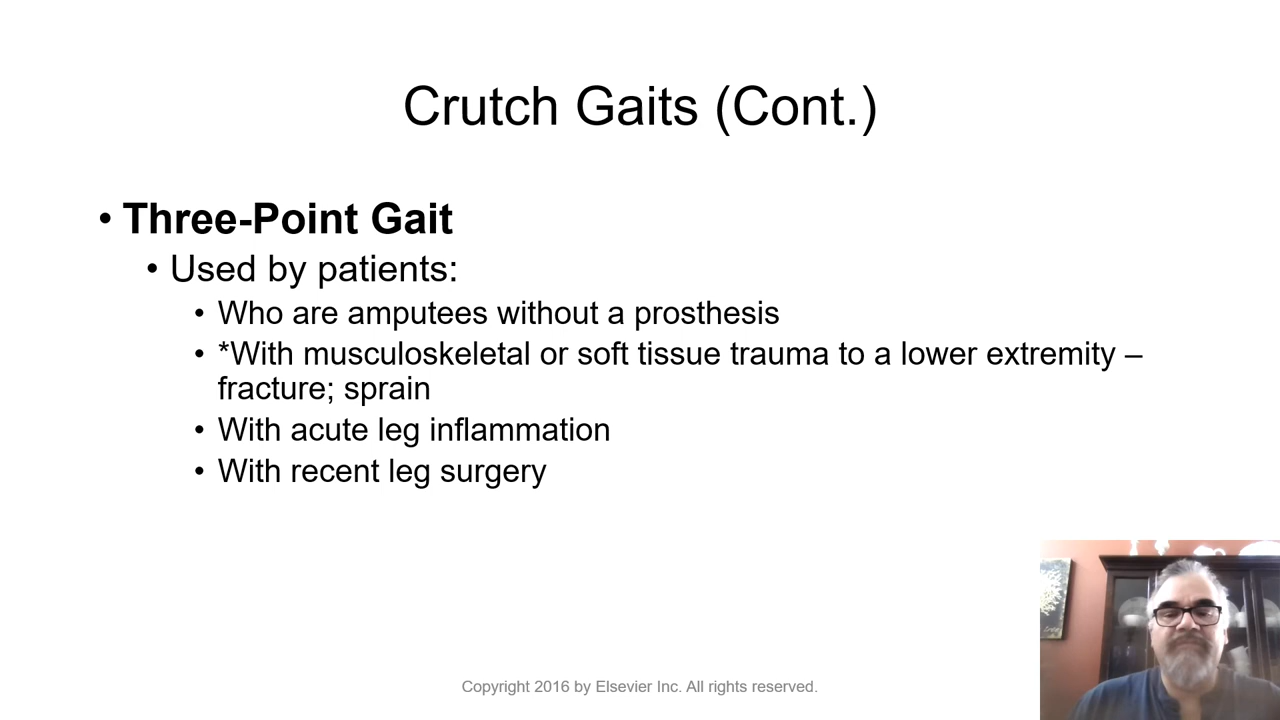 Crutch Gaits (Cont.)
• Three-Point Gait
• Used by patients:
• Who are amputees without a prosthesis
• *With musculoskeletal or soft tissue trauma to a lower extremity –
fracture; sprain
• With acute leg inflammation
• With recent leg surgery
Copyright 2016 by Elsevier Inc. All rights reserved.